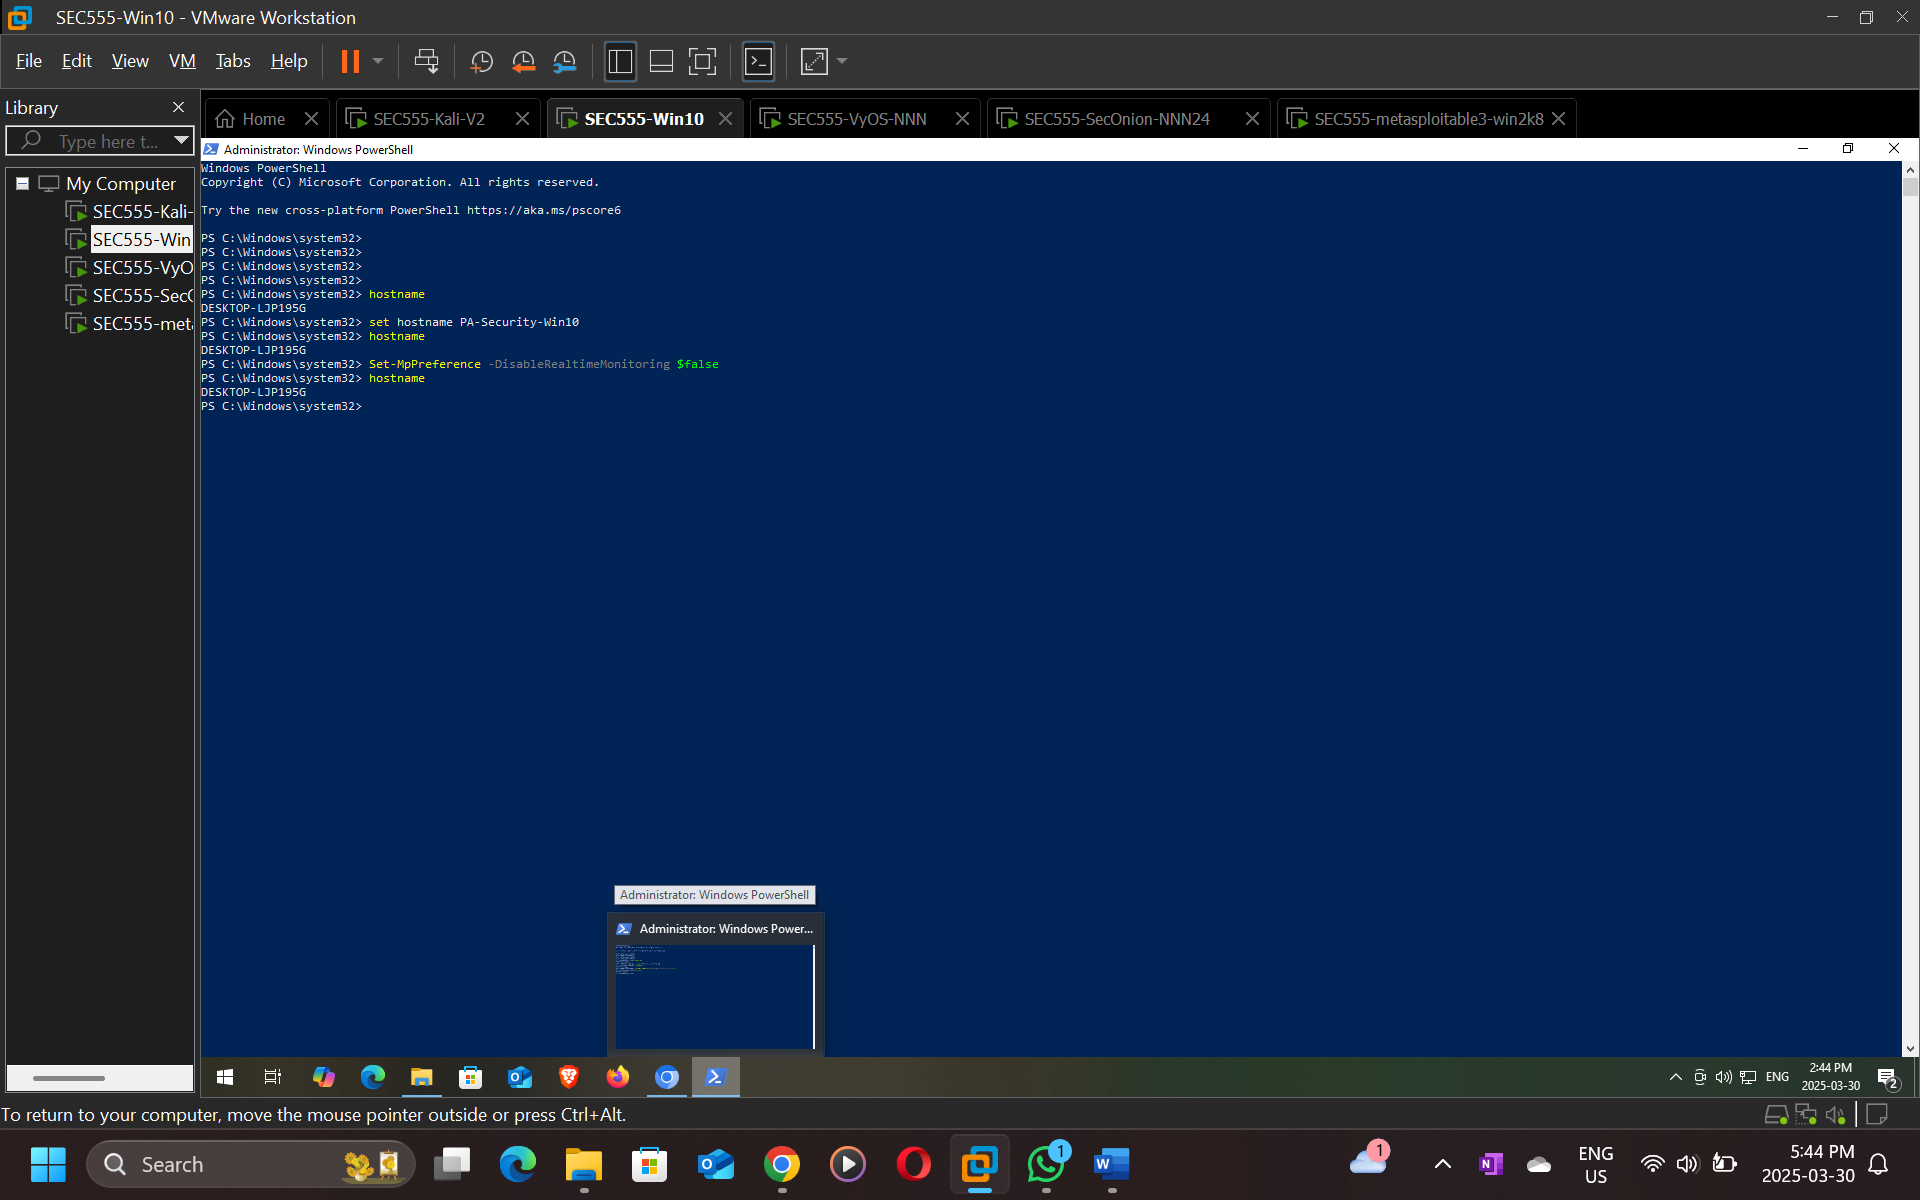 SEC555-Win10 - VMware Workstation
File Edit View VM Tabs Help
Library
Type here t...
My Computer
SEC555-Kali-
SEC555-Win
SEC555-VyO
SEC555-Sec
SEC555-met
Home SEC555-Kali-V2 SEC555-Win10 SEC555-VyOS-NNN SEC555-SecOnion-NNN24 SEC555-metasploitable3-win2k8
Administrator: Windows PowerShell
Windows PowerShell
Copyright (C) Microsoft Corporation. All rights reserved.
Try the new cross-platform PowerShell https://aka.ms/pscore6
PS C:\Windows\system32>
PS C:\Windows\system32>
PS C:\Windows\system32>
PS C:\Windows\system32>
PS C:\Windows\system32> hostname
DESKTOP-LJP195G
PS C:\Windows\system32> set hostname PA-Security-Win10
PS C:\Windows\system32> hostname
DESKTOP-LJP195G
PS C:\Windows\system32> Set-MpPreference -DisableRealtimeMonitoring $false
PS C:\Windows\system32> hostname
DESKTOP-LJP195G
PS C:\Windows\system32>
Administrator: Windows PowerShell
Administrator: Windows Power...
ENG
2:44 PM
2025-03-30
2
To return to your computer, move the mouse pointer outside or press Ctrl+Alt.
Search
1
1
ENG
US
5:44 PM
2025-03-30